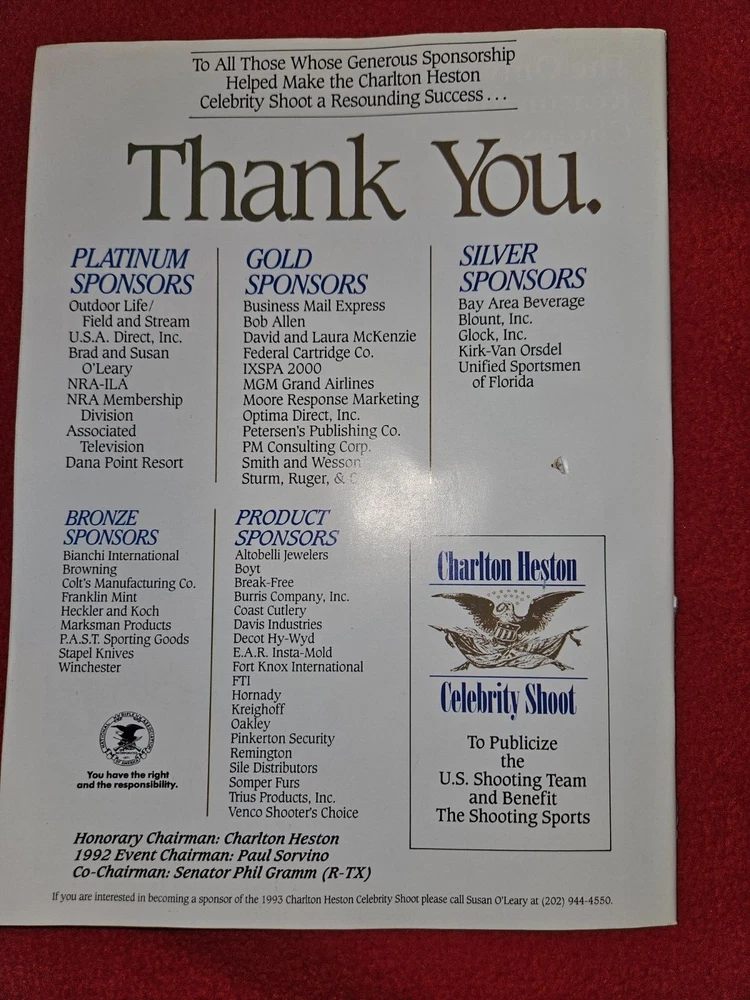 To All Those Whose Generous Sponsorship
Helped Make the Charlton Heston
Celebrity Shoot a Resounding Success...
Thank You.
PLATINUM
SPONSORS
Outdoor Life/
Field and Stream
U.S.A. Direct, Inc.
Brad and Susan
O'Leary
NRA-ILA
NRA Membership
Division
Associated
Television
Dana Point Resort
GOLD
SPONSORS
Business Mail Express
Bob Allen
David and Laura McKenzie
Federal Cartridge Co.
IXSPA 2000
MGM Grand Airlines
Moore Response Marketing
Optima Direct, Inc.
Petersen's Publishing Co.
PM Consulting Corp.
Smith and Wesson
Sturm, Ruger, &
SILVER
SPONSORS
Bay Area Beverage
Blount, Inc.
Glock, Inc.
Kirk-Van Orsdel
Unified Sportsmen
of Florida
BRONZE
SPONSORS
Bianchi International
Browning
Colt's Manufacturing Co.
Franklin Mint
Heckler and Koch
Marksman Products
P.A.S.T. Sporting Goods
Stapel Knives
Winchester
You have the right
and the responsibility.
PRODUCT
SPONSORS
Altobelli Jewelers
Boyt
Break-Free
Burris Company, Inc.
Coast Cutlery
Davis Industries
Decot Hy-Wyd
E.A.R. Insta-Mold
Fort Knox International
FTI
Hornady
Kreighoff
Oakley
Pinkerton Security
Remington
Sile Distributors
Somper Furs
Trius Products, Inc.
Venco Shooter's Choice
Charlton Heston
Celebrity Shoot
To Publicize
the
U.S. Shooting Team
and Benefit
The Shooting Sports
Honorary Chairman: Charlton Heston
1992 Event Chairman: Paul Sorvino
Co-Chairman: Senator Phil Gramm (R-TX)
If you are interested in becoming a sponsor of the 1993 Charlton Heston Celebrity Shoot please call Susan O'Leary at (202) 944-4550.